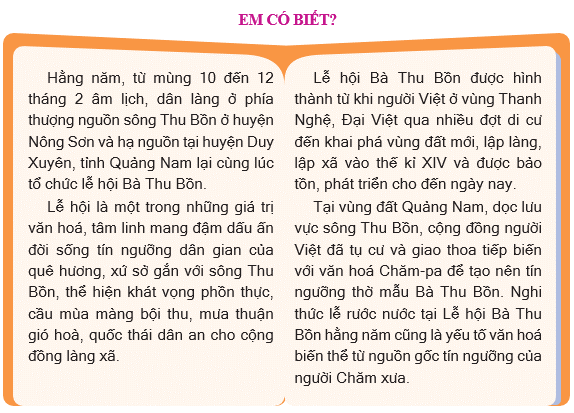 EM CÓ BIẾT?
Hằng năm, từ mùng 10 đến 12
tháng 2 âm lịch, dân làng ở phía
thượng nguồn sông Thu Bồn ở huyện
Nông Sơn và hạ nguồn tại huyện Duy
Xuyên, tỉnh Quảng Nam lại cùng lúc
tổ chức lễ hội Bà Thu Bồn.
Lễ hội là một trong những giá trị
văn hoá, tâm linh mang đậm dấu ấn
đời sống tín ngưỡng dân gian của
quê hương, xứ sở gắn với sông Thu
Bồn, thể hiện khát vọng phồn thực,
cầu mùa màng bội thu, mưa thuận
gió hoà, quốc thái dân an cho cộng
đồng làng xã.
Lễ hội Bà Thu Bồn được hình
thành từ khi người Việt ở vùng Thanh
Nghệ, Đại Việt qua nhiều đợt di cư
đến khai phá vùng đất mới, lập làng,
lập xã vào thế kỉ XIV và được bảo
tồn, phát triển cho đến ngày nay.
Tại vùng đất Quảng Nam, dọc lưu
vực sông Thu Bồn, cộng đồng người
Việt đã tụ cư và giao thoa tiếp biến
với văn hoá Chăm-pa để tạo nên tín
ngưỡng thờ mẫu Bà Thu Bồn. Nghi
thức lễ rước nước tại Lễ hội Bà Thu
Bồn hằng năm cũng là yếu tố văn hoá
biến thể từ nguồn gốc tín ngưỡng của
người Chăm xưa.